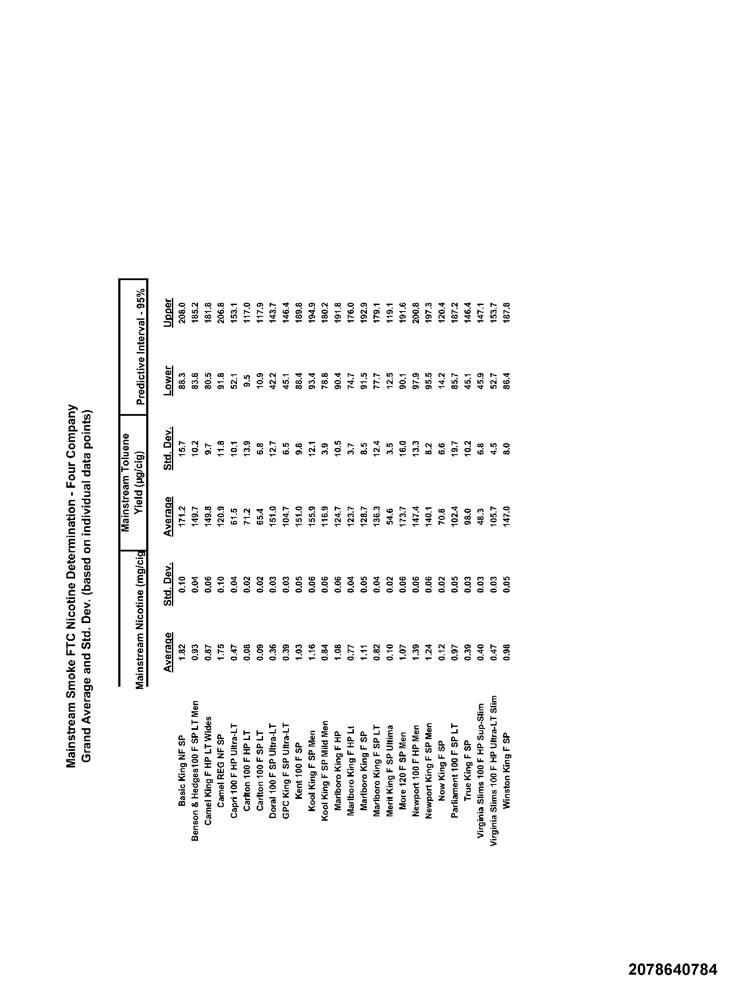 Mainstream Smoke FTC Nicotine Determination - Four Company
Grand Average and Std. Dev. (based on individual data points)
Mainstream Toluene
Mainstream Nicotine (mg/cig Yield (µg/cig) Predictive Interval - 95%
Average Std. Dev. Average Std. Dev. Lower Upper
Basic King NF SP 1.82 0.10 171.2 15.7 88.3 208.0
Benson & Hedges100 F SP LT Men 0.93 0.04 149.7 10.2 83.8 185.2
Camel King F HP LT Wides 0.87 0.06 149.8 9.7 80.5 181.8
Camel REG NF SP 1.75 0.10 120.9 11.8 91.8 206.8
Capri 100 F HP Ultra-LT 0.47 0.04 61.5 10.1 52.1 153.1
Carlton 100 F HP LT 0.08 0.02 71.2 13.9 9.5 117.0
Carlton 100 F SP LT 0.09 0.02 65.4 6.8 10.9 117.9
Doral 100 F SP Ultra-LT 0.36 0.03 151.0 12.7 42.2 143.7
GPC King F SP Ultra-LT 0.39 0.03 104.7 6.5 45.1 146.4
Kent 100 F SP 1.03 0.05 151.0 9.8 88.4 189.8
Kool King F SP Men 1.16 0.06 155.9 12.1 93.4 194.9
Kool King F SP Mild Men 0.84 0.06 116.9 3.9 78.8 180.2
Marlboro King F HP 1.08 0.06 124.7 10.5 90.4 191.8
Marlboro King F HP Lt 0.77 0.04 123.7 3.7 74.7 176.0
Marlboro King F SP 1.11 0.05 128.7 8.5 91.5 192.9
Marlboro King F SP LT 0.82 0.04 136.3 12.4 77.7 179.1
Merit King F SP Ultima 0.10 0.02 54.6 3.5 12.5 119.1
More 120 F SP Men 1.07 0.06 173.7 16.0 90.1 191.6
Newport 100 F HP Men 1.39 0.06 147.4 13.3 97.9 200.8
Newport King F SP Men 1.24 0.06 140.1 8.2 95.5 197.3
Now King F SP 0.12 0.02 70.8 6.6 14.2 120.4
Parliament 100 F SP LT 0.97 0.05 102.4 19.7 85.7 187.2
True King F SP 0.39 0.03 98.0 10.2 45.1 146.4
Virginia Slims 100 F HP Sup-Slim 0.40 0.03 48.3 6.8 45.9 147.1
Virginia Slims 100 F HP Ultra-LT Slim 0.47 0.03 105.7 4.5 52.7 153.7
Winston King F SP 0.98 0.05 147.0 8.0 86.4 187.8
2078640784